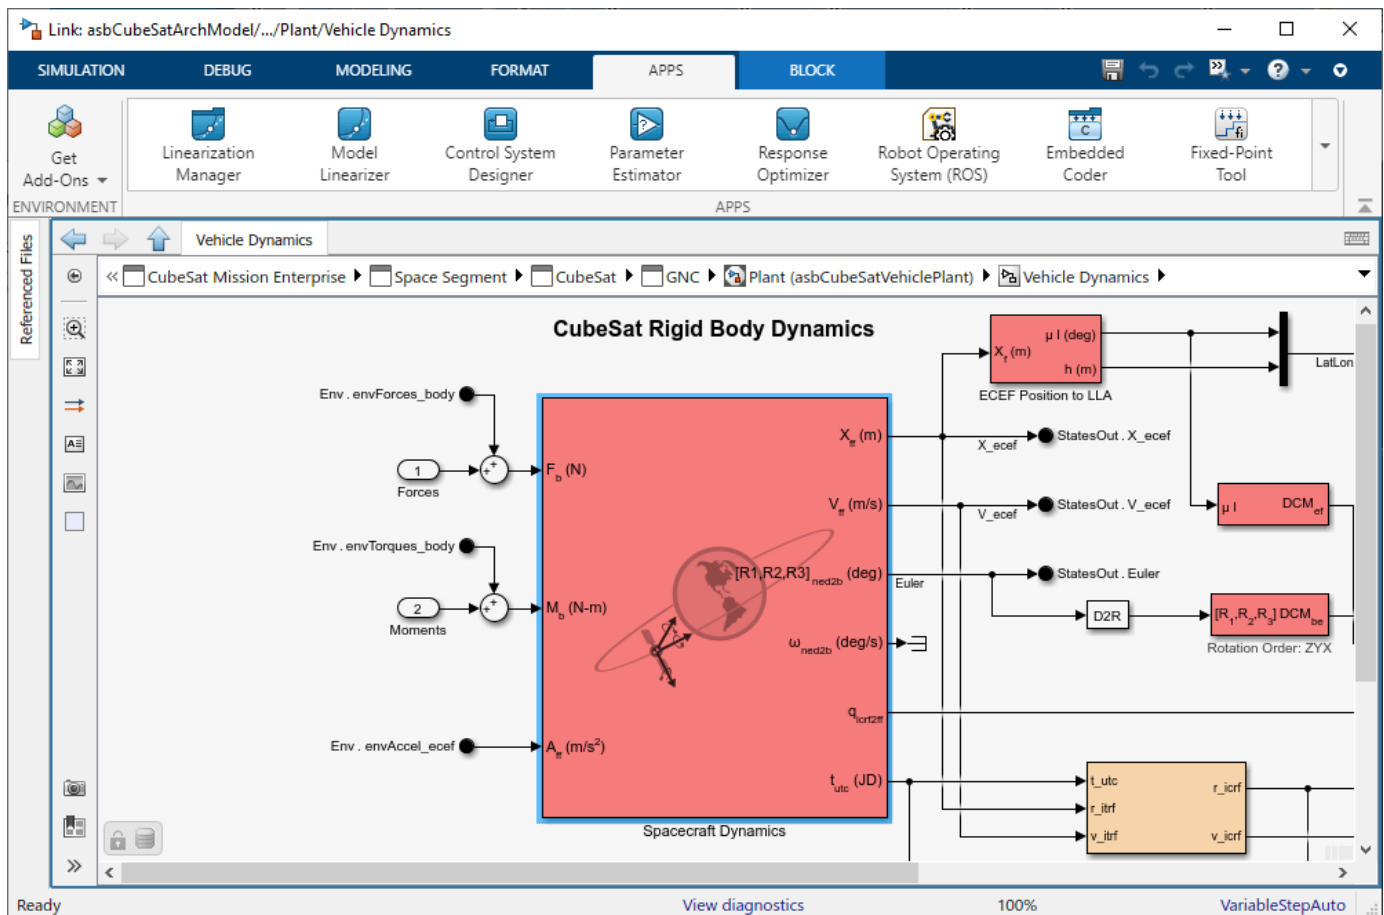 Link: asbCubeSatArchModel/.../Plant/Vehicle Dynamics
SIMULATION DEBUG MODELING FORMAT APPS BLOCK
Get Add-Ons
Linearization Manager
Model Linearizer
Control System Designer
Parameter Estimator
Response Optimizer
Robot Operating System (ROS)
Embedded Coder
Fixed-Point Tool
ENVIRONMENT APPS
Referenced Files
Vehicle Dynamics
« CubeSat Mission Enterprise Space Segment CubeSat GNC Plant (asbCubeSatVehiclePlant) Vehicle Dynamics
CubeSat Rigid Body Dynamics
Env . envForces_body
1
Forces
Env . envTorques_body
2
Moments
Env . envAccel_ecef
F_b (N)
M_b (N-m)
A_ff (m/s²)
X_ff (m)
V_ff (m/s)
[R1,R2,R3]_ned2b (deg)
ω_ned2b (deg/s)
q_icrf2ff
t_utc (JD)
Spacecraft Dynamics
X_f (m)
μ l (deg)
h (m)
ECEF Position to LLA
LatLon
X_ecef
StatesOut . X_ecef
V_ecef
StatesOut . V_ecef
μ l
DCM_ef
Euler
StatesOut . Euler
D2R
[R_1,R_2,R_3] DCM_be
Rotation Order: ZYX
t_utc
r_itrf
v_itrf
r_icrf
v_icrf
Ready View diagnostics 100% VariableStepAuto